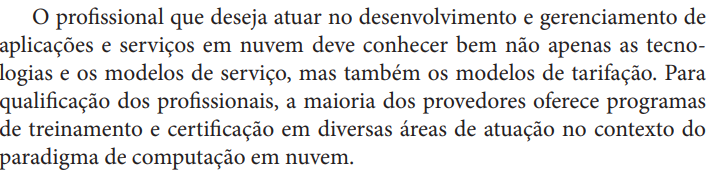 O profissional que deseja atuar no desenvolvimento e gerenciamento de
aplicações e serviços em nuvem deve conhecer bem não apenas as tecno-
logias e os modelos de serviço, mas também os modelos de tarifação. Para
qualificação dos profissionais, a maioria dos provedores oferece programas
de treinamento e certificação em diversas áreas de atuação no contexto do
paradigma de computação em nuvem.